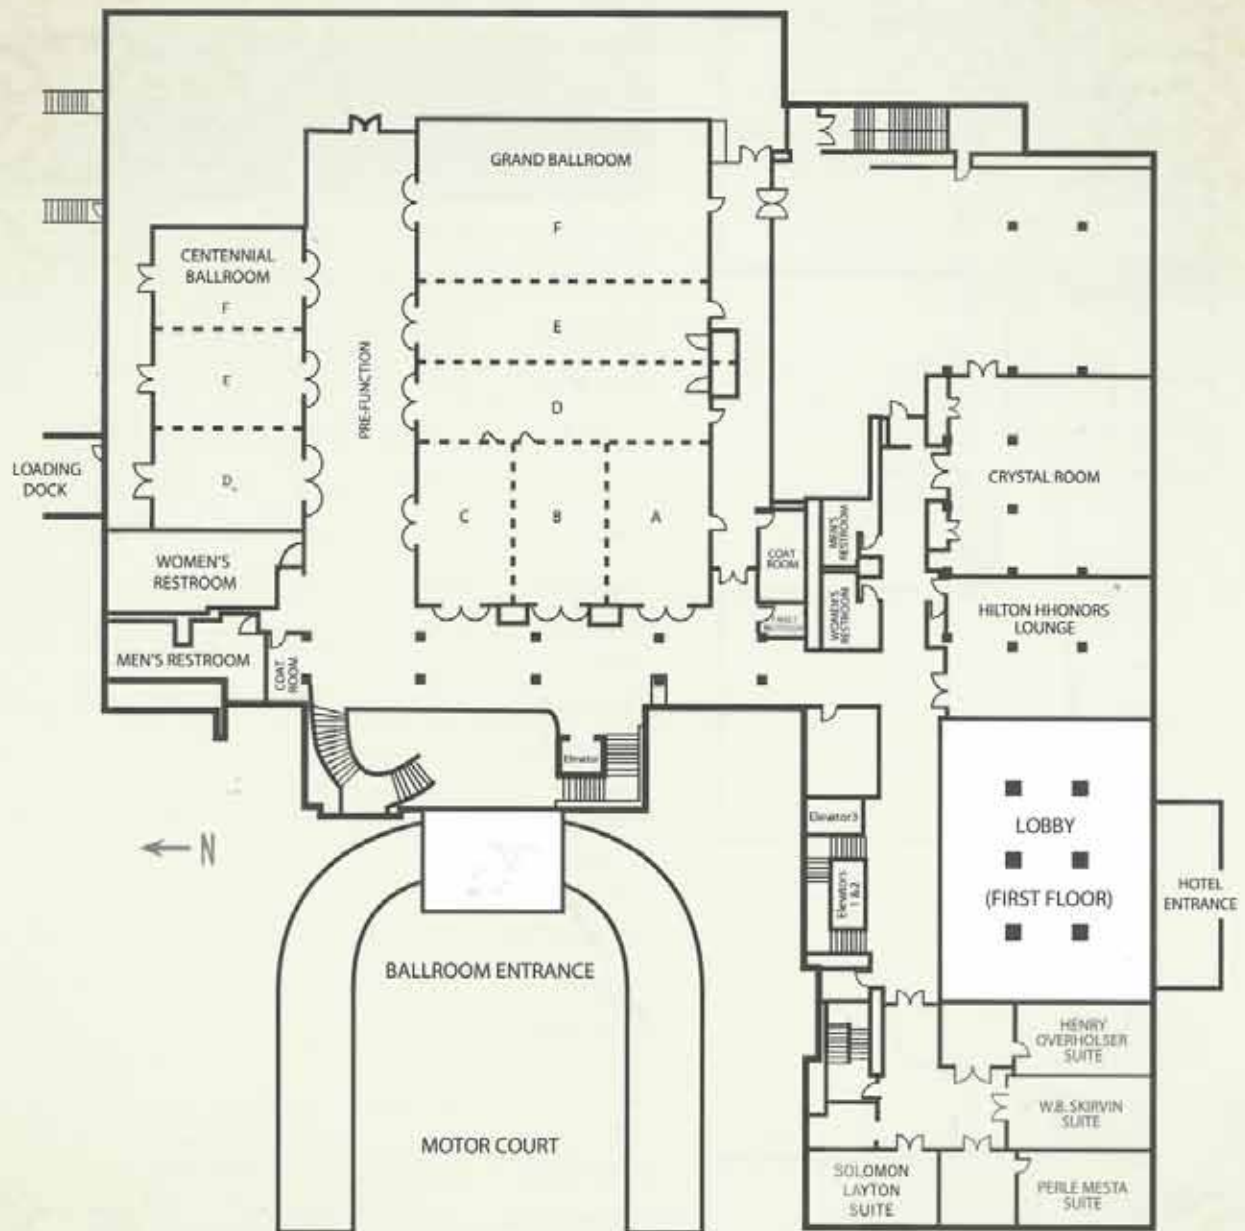 GRAND BALLROOM
F
E
D
C
B
A
CENTENNIAL
BALLROOM
F
E
D
PRE-FUNCTION
LOADING
DOCK
WOMEN'S
RESTROOM
MEN'S RESTROOM
COAT
ROOM
COAT
ROOM
MEN'S
RESTROOM
WOMEN'S
RESTROOM
CRYSTAL ROOM
HILTON HHONORS
LOUNGE
Elevator
Elevator3
Elevators
1 &2
LOBBY
(FIRST FLOOR)
HOTEL
ENTRANCE
N
BALLROOM ENTRANCE
MOTOR COURT
HENRY
OVERHOLSER
SUITE
W.B. SKIRVIN
SUITE
SOLOMON
LAYTON
SUITE
PERLE MESTA
SUITE